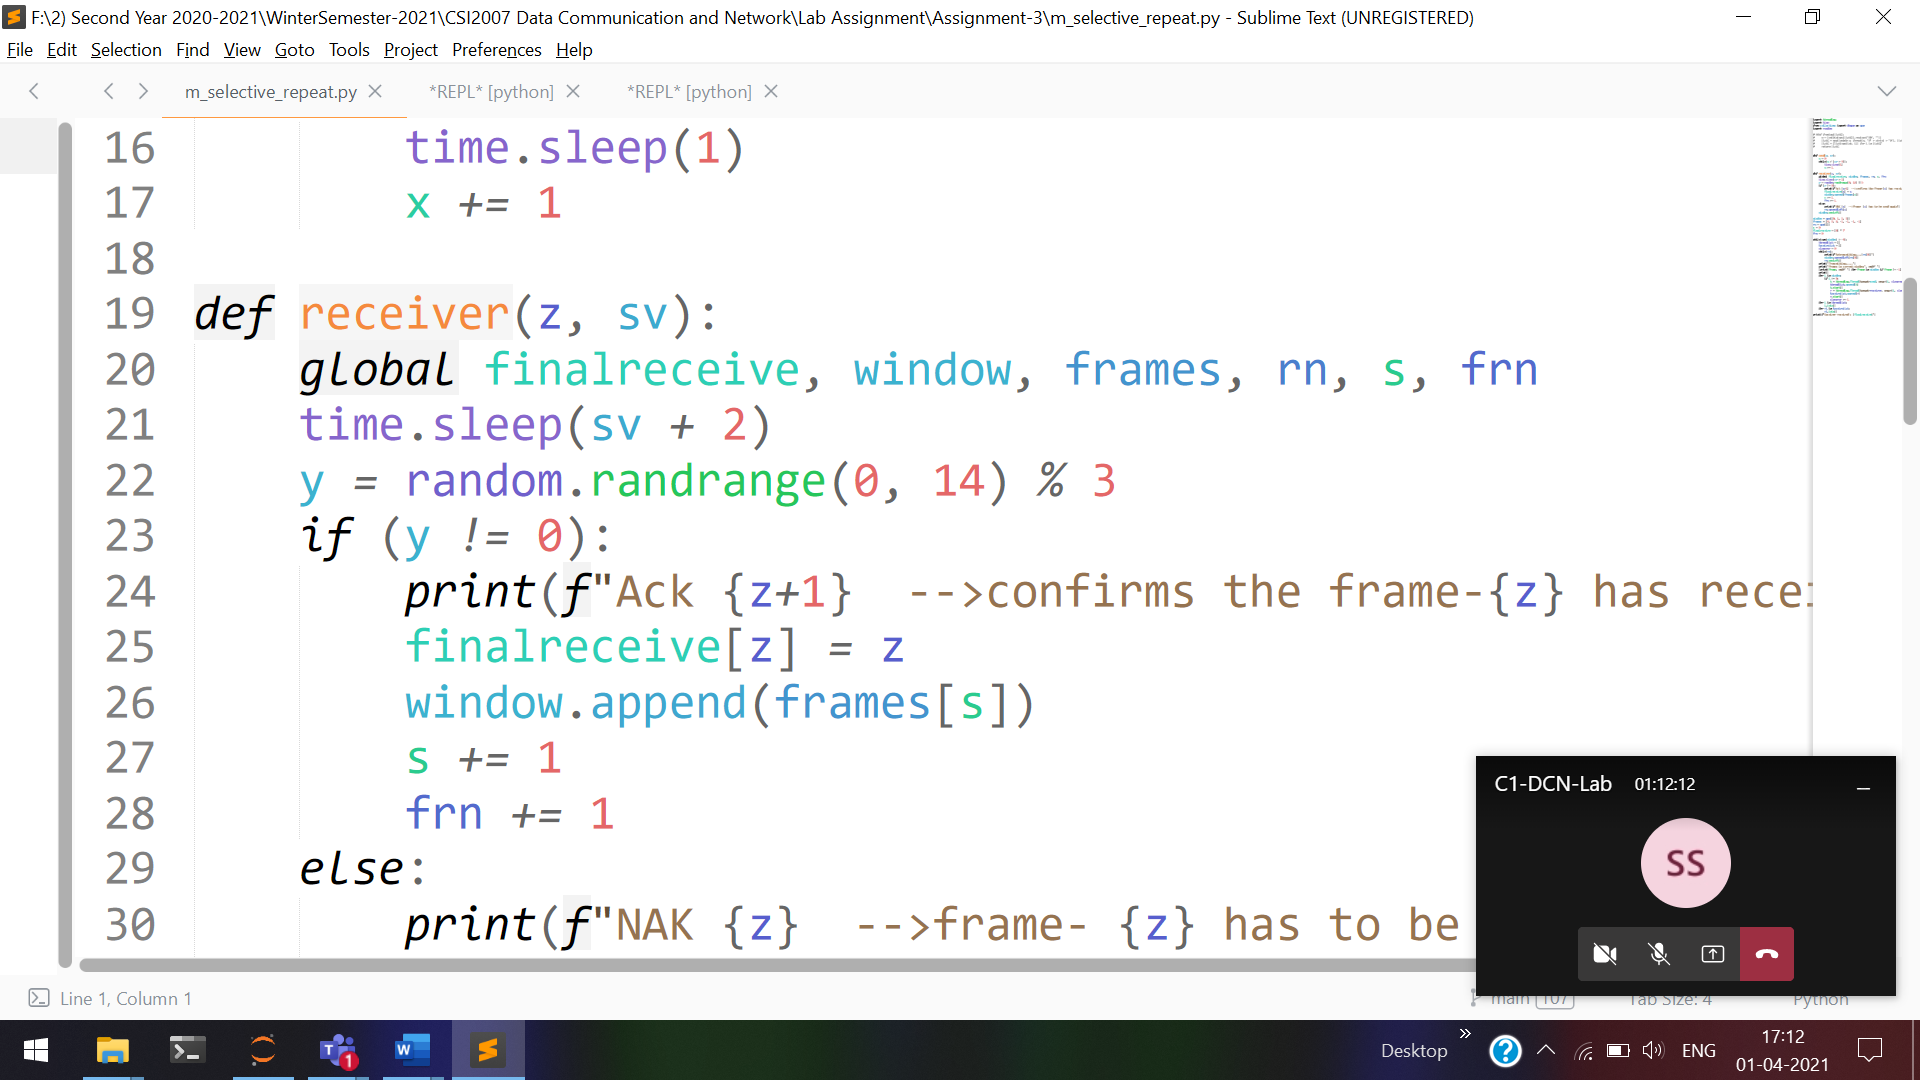 F:\2) Second Year 2020-2021\WinterSemester-2021\CSI2007 Data Communication and Network\Lab Assignment\Assignment-3\m_selective_repeat.py - Sublime Text (UNREGISTERED)
File Edit Selection Find View Goto Tools Project Preferences Help
m_selective_repeat.py *REPL* [python] *REPL* [python]
16 time.sleep(1)
17 x += 1
18
19 def receiver(z, sv):
20 global finalreceive, window, frames, rn, s, frn
21 time.sleep(sv + 2)
22 y = random.randrange(0, 14) % 3
23 if (y != 0):
24 print(f"Ack {z+1}  -->confirms the frame-{z} has recei
25 finalreceive[z] = z
26 window.append(frames[s])
27 s += 1
28 frn += 1
29 else:
30 print(f"NAK {z}  -->frame- {z} has to be
C1-DCN-Lab 01:12:12
SS
Line 1, Column 1 main 107 Tab Size: 4 Python
T 1 W Desktop » ? ENG 17:12
01-04-2021